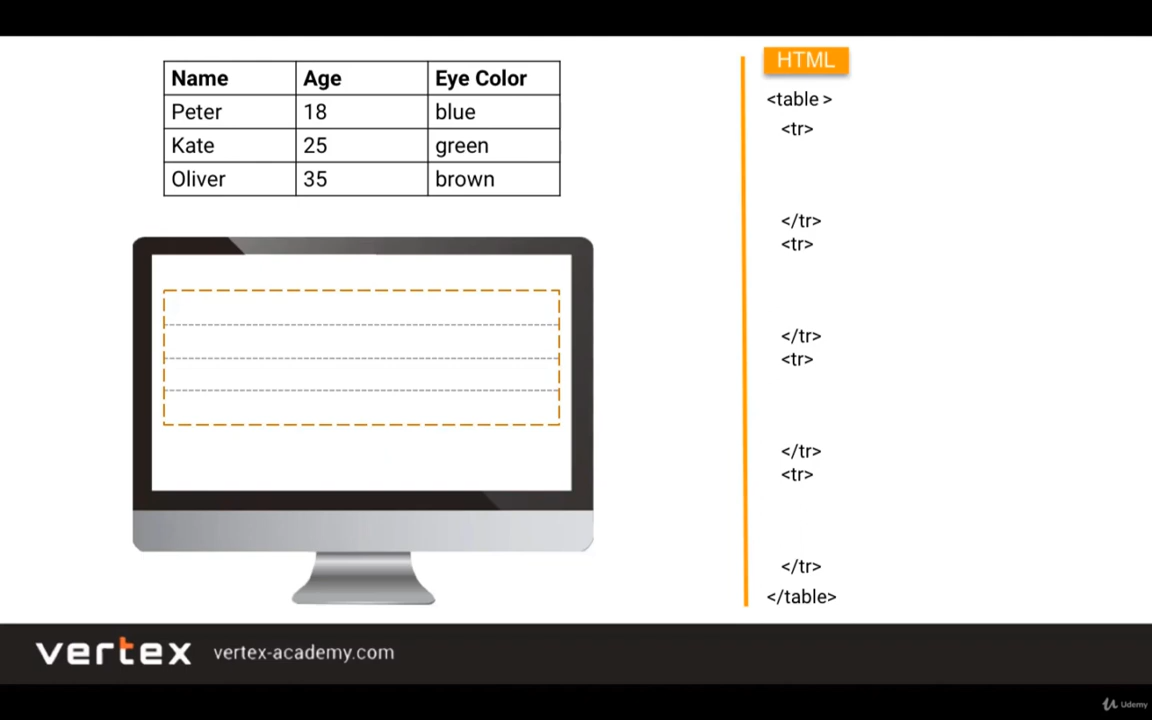 Name Age Eye Color
Peter 18 blue
Kate 25 green
Oliver 35 brown
HTML
<table >
<tr>
</tr>
<tr>
</tr>
<tr>
</tr>
<tr>
</tr>
</table>
vertex vertex-academy.com
Udemy